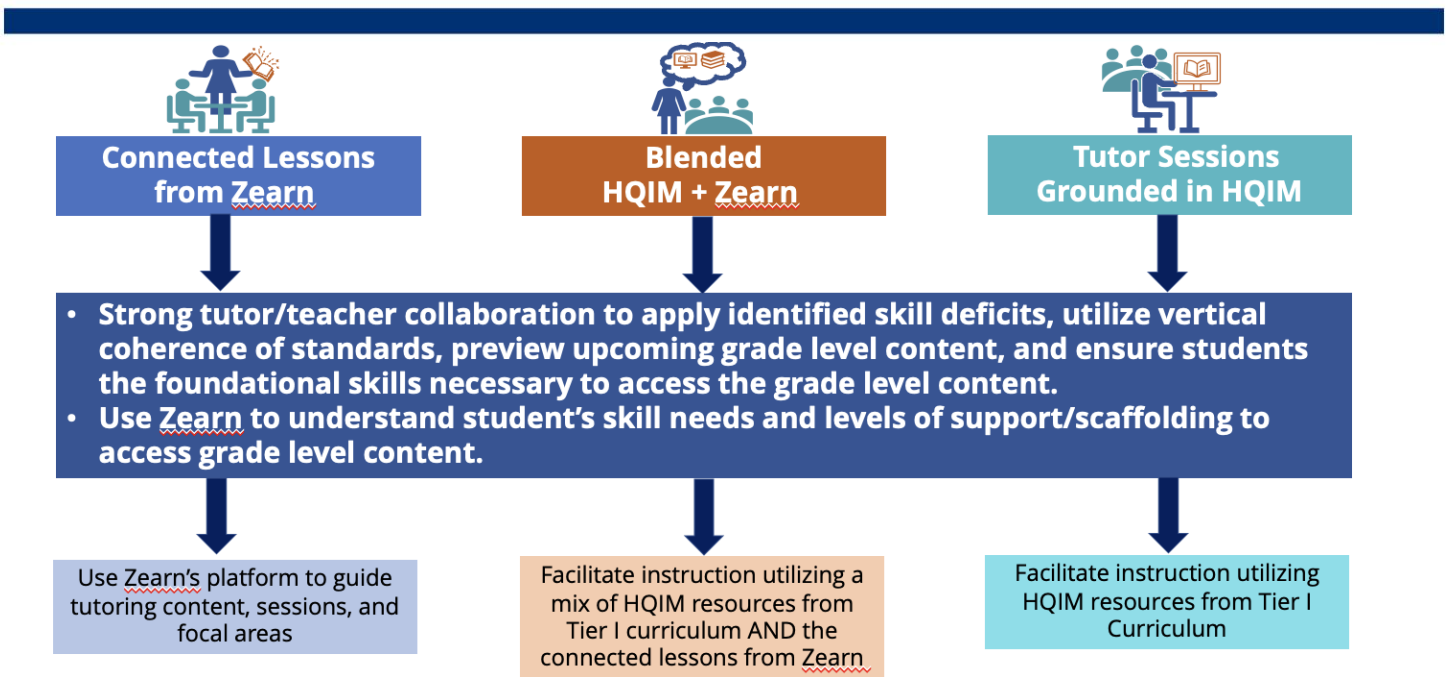 Connected Lessons
from Zearn
Blended
HQIM + Zearn
Tutor Sessions
Grounded in HQIM
• Strong tutor/teacher collaboration to apply identified skill deficits, utilize vertical
coherence of standards, preview upcoming grade level content, and ensure students
the foundational skills necessary to access the grade level content.
• Use Zearn to understand student’s skill needs and levels of support/scaffolding to
access grade level content.
Use Zearn’s platform to guide
tutoring content, sessions, and
focal areas
Facilitate instruction utilizing a
mix of HQIM resources from
Tier I curriculum AND the
connected lessons from Zearn
Facilitate instruction utilizing
HQIM resources from Tier I
Curriculum